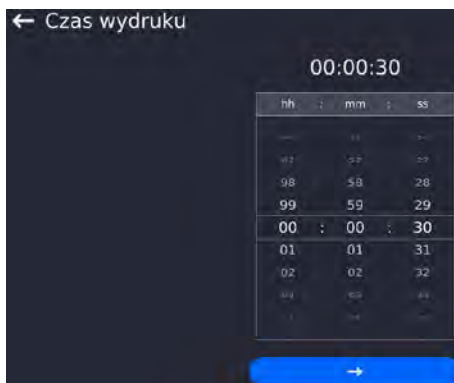 ← Czas wydruku
00:00:30
hh : mm : ss
98 58 28
99 59 29
00 : 00 : 30
01 01 31
02 02 32
→